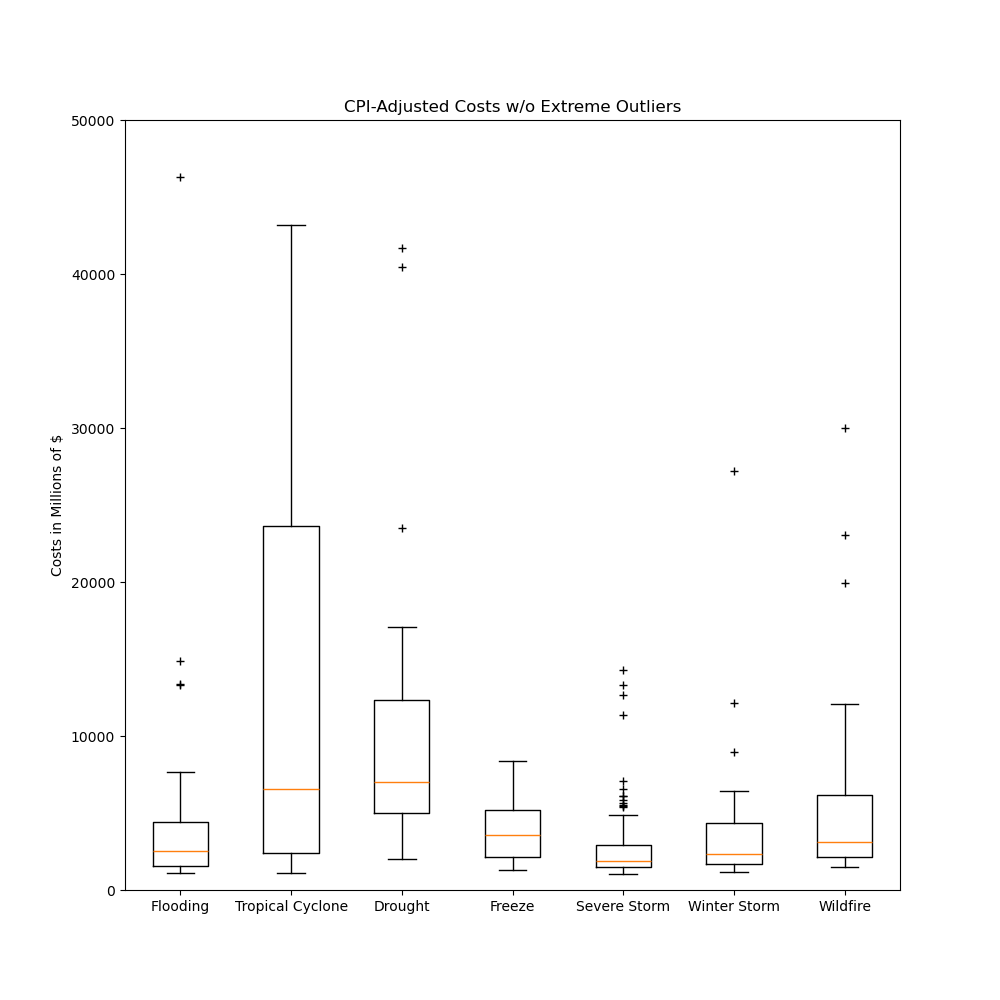 CPI-Adjusted Costs w/o Extreme Outliers
Costs in Millions of $
50000
40000
30000
20000
10000
0
Flooding Tropical Cyclone Drought Freeze Severe Storm Winter Storm Wildfire